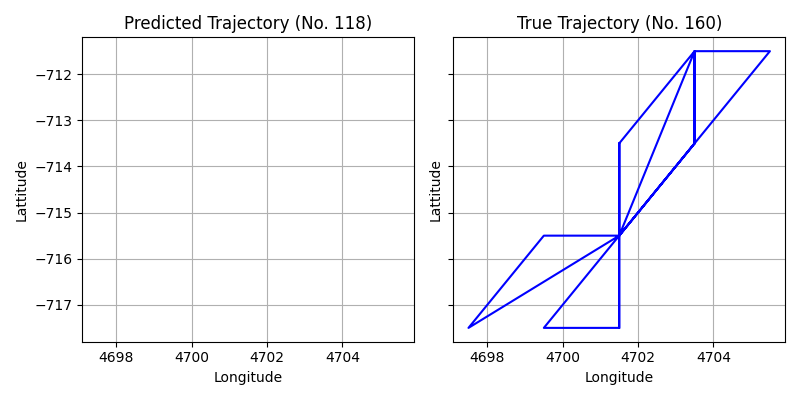 Predicted Trajectory (No. 118)
True Trajectory (No. 160)
Lattitude
−712
−713
−714
−715
−716
−717
4698
4700
4702
4704
Longitude
Lattitude
4698
4700
4702
4704
Longitude